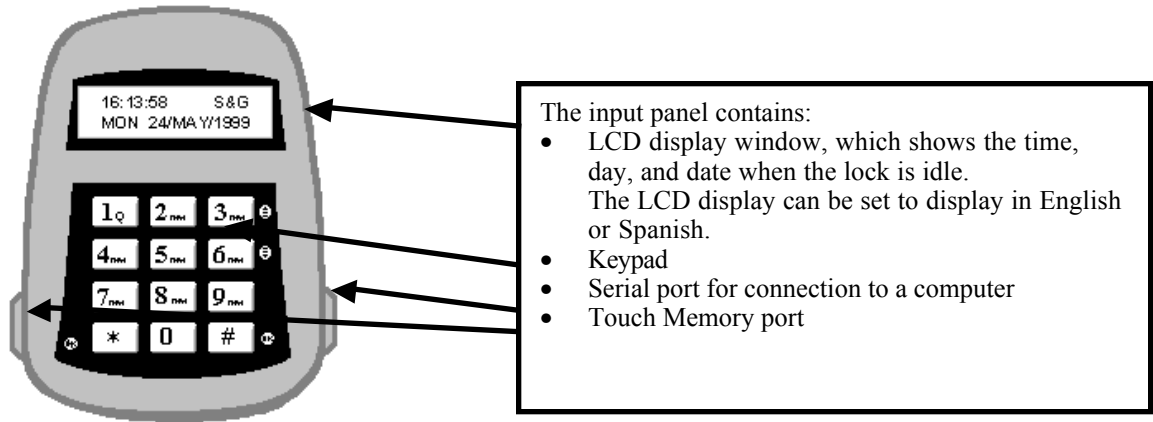 16:13:58 S&G
MON 24/MAY/1999
1Q 2 3
4 5 6
7 8 9
* 0 #
The input panel contains:
• LCD display window, which shows the time,
day, and date when the lock is idle.
The LCD display can be set to display in English
or Spanish.
• Keypad
• Serial port for connection to a computer
• Touch Memory port